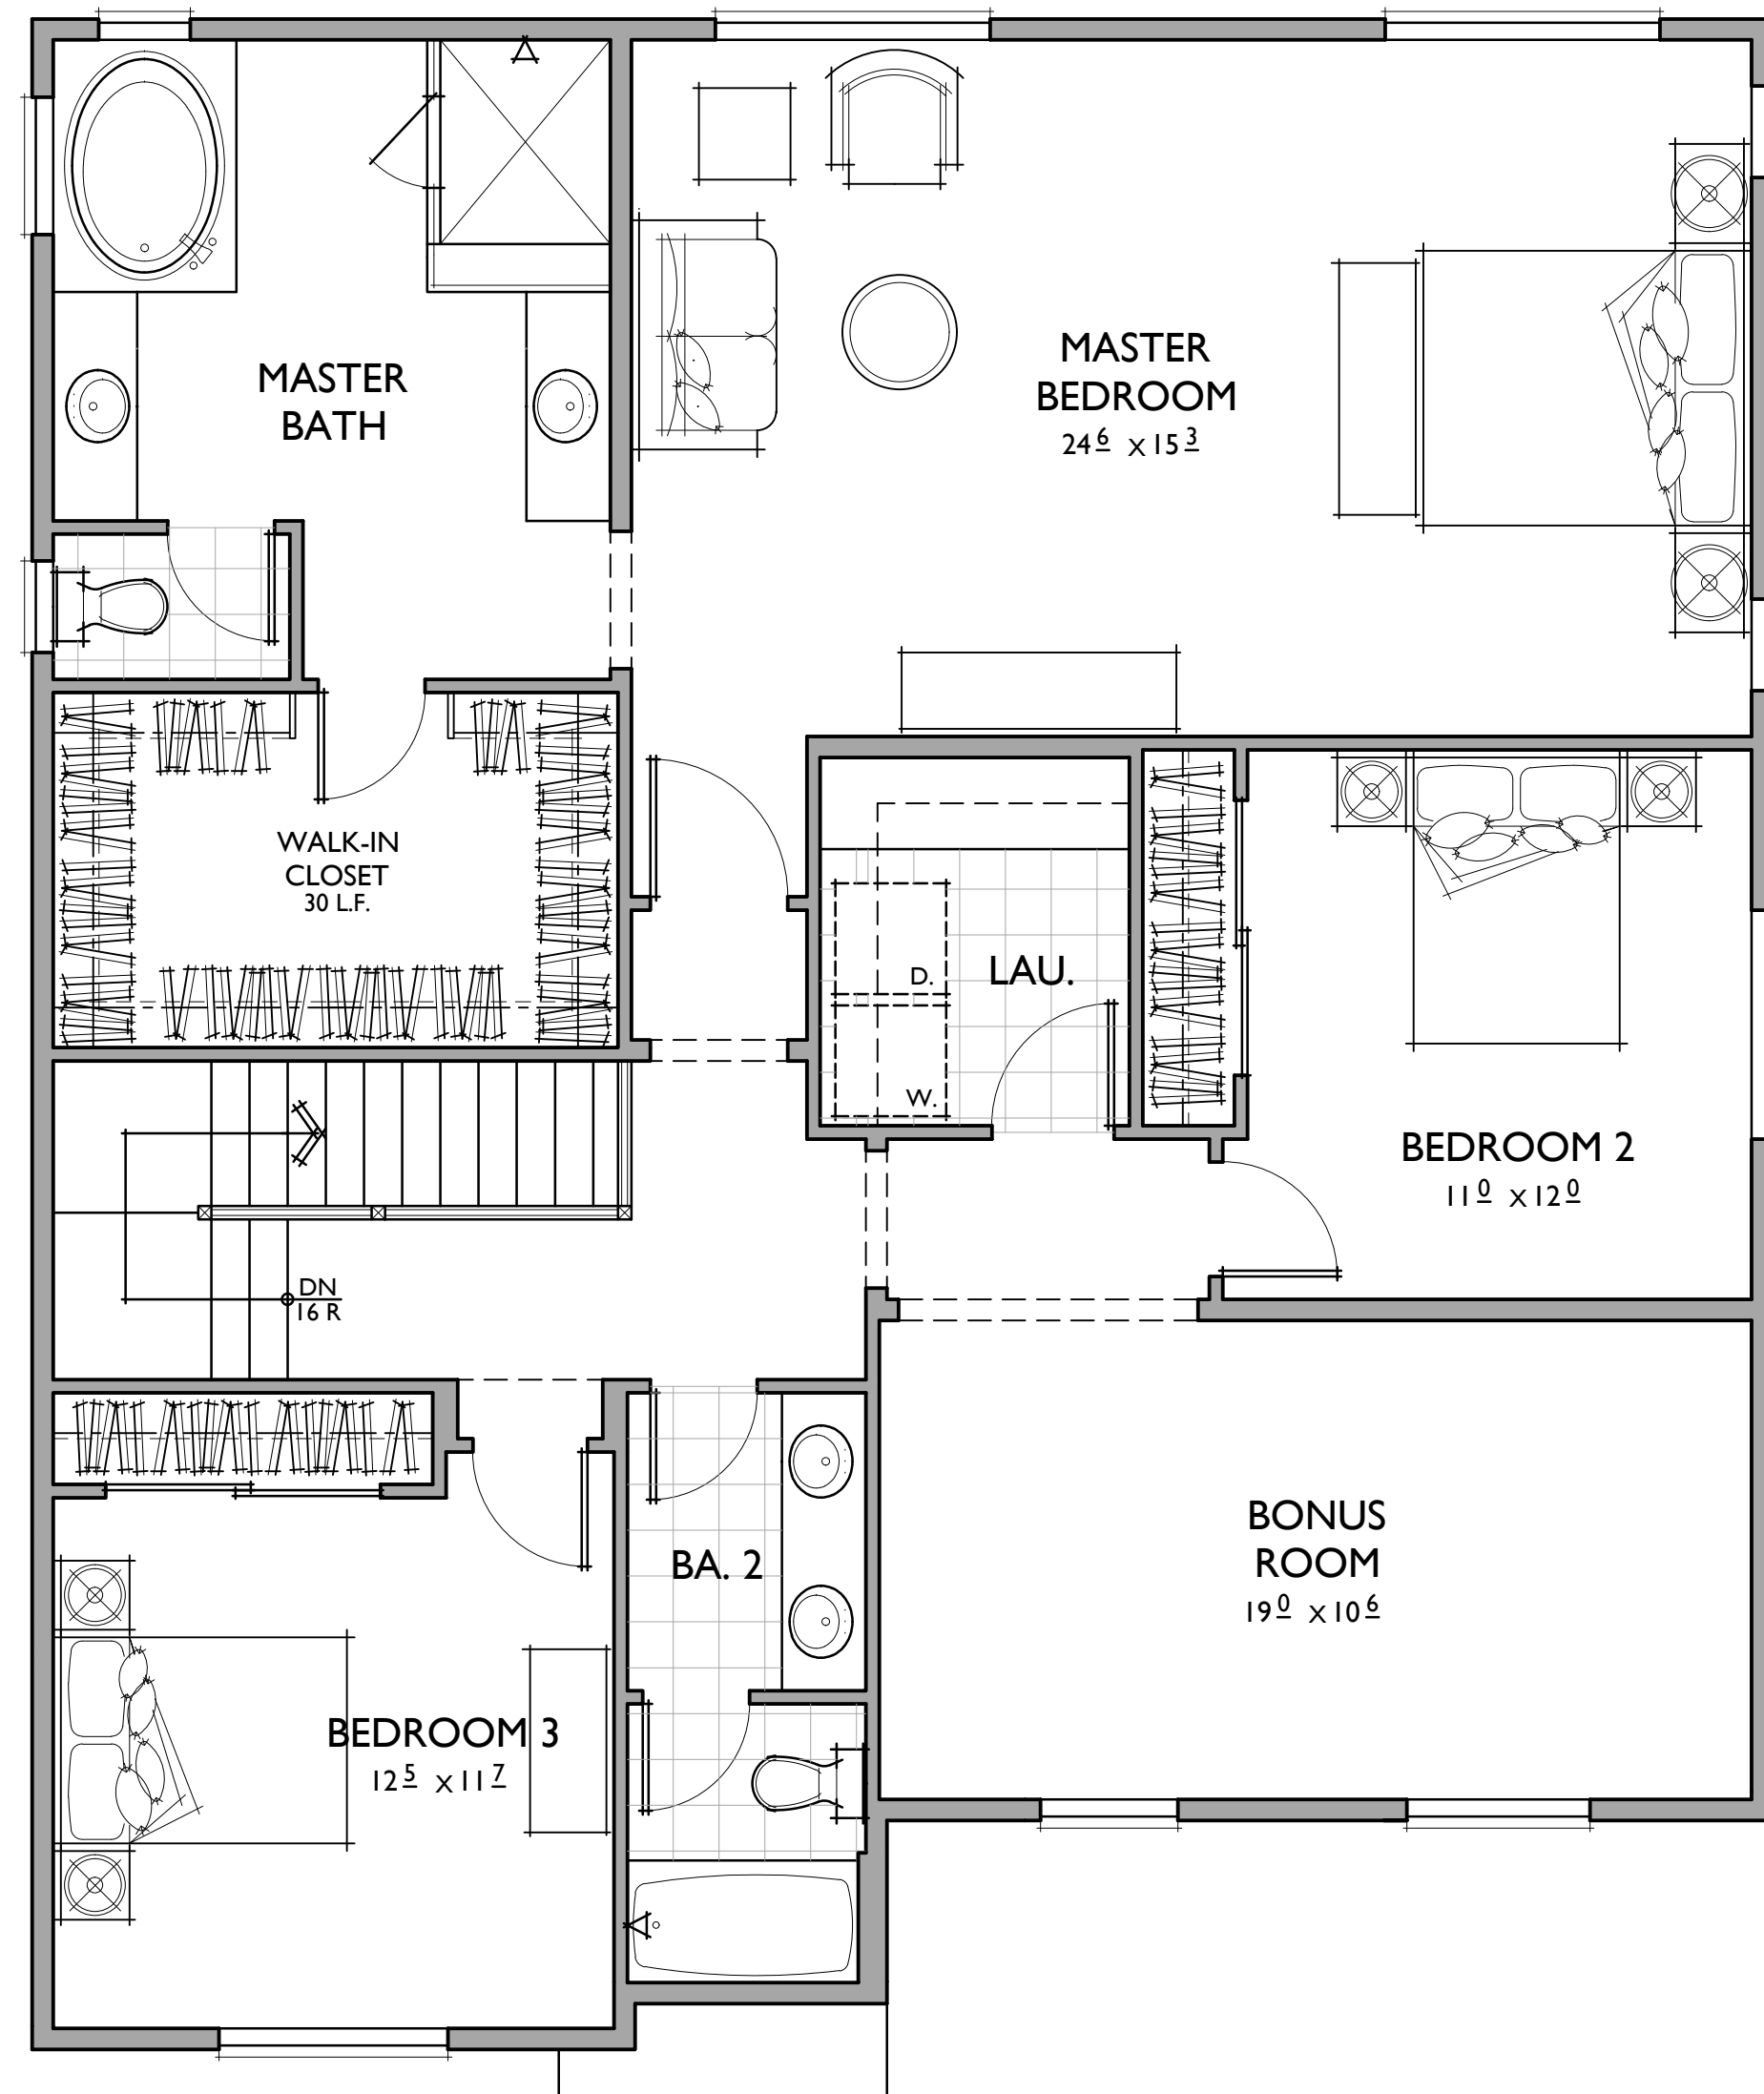 MASTER
BATH
MASTER
BEDROOM
24 6 X 15 3
WALK-IN
CLOSET
30 L.F.
D.
LAU.
W.
BEDROOM 2
11 0 X 12 0
DN
16 R
BONUS
ROOM
19 0 X 10 6
BA. 2
BEDROOM 3
12 5 X 11 7